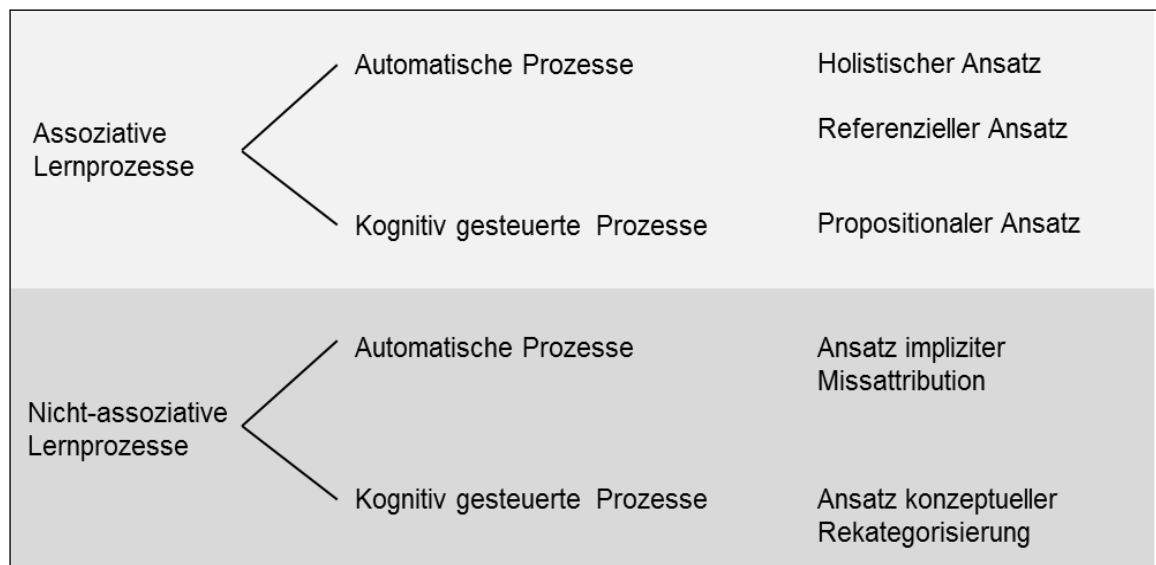 Automatische Prozesse
Holistischer Ansatz
Assoziative
Lernprozesse
Referenzieller Ansatz
Kognitiv gesteuerte Prozesse
Propositionaler Ansatz
Automatische Prozesse
Ansatz impliziter
Missattribution
Nicht-assoziative
Lernprozesse
Kognitiv gesteuerte Prozesse
Ansatz konzeptueller
Rekategorisierung